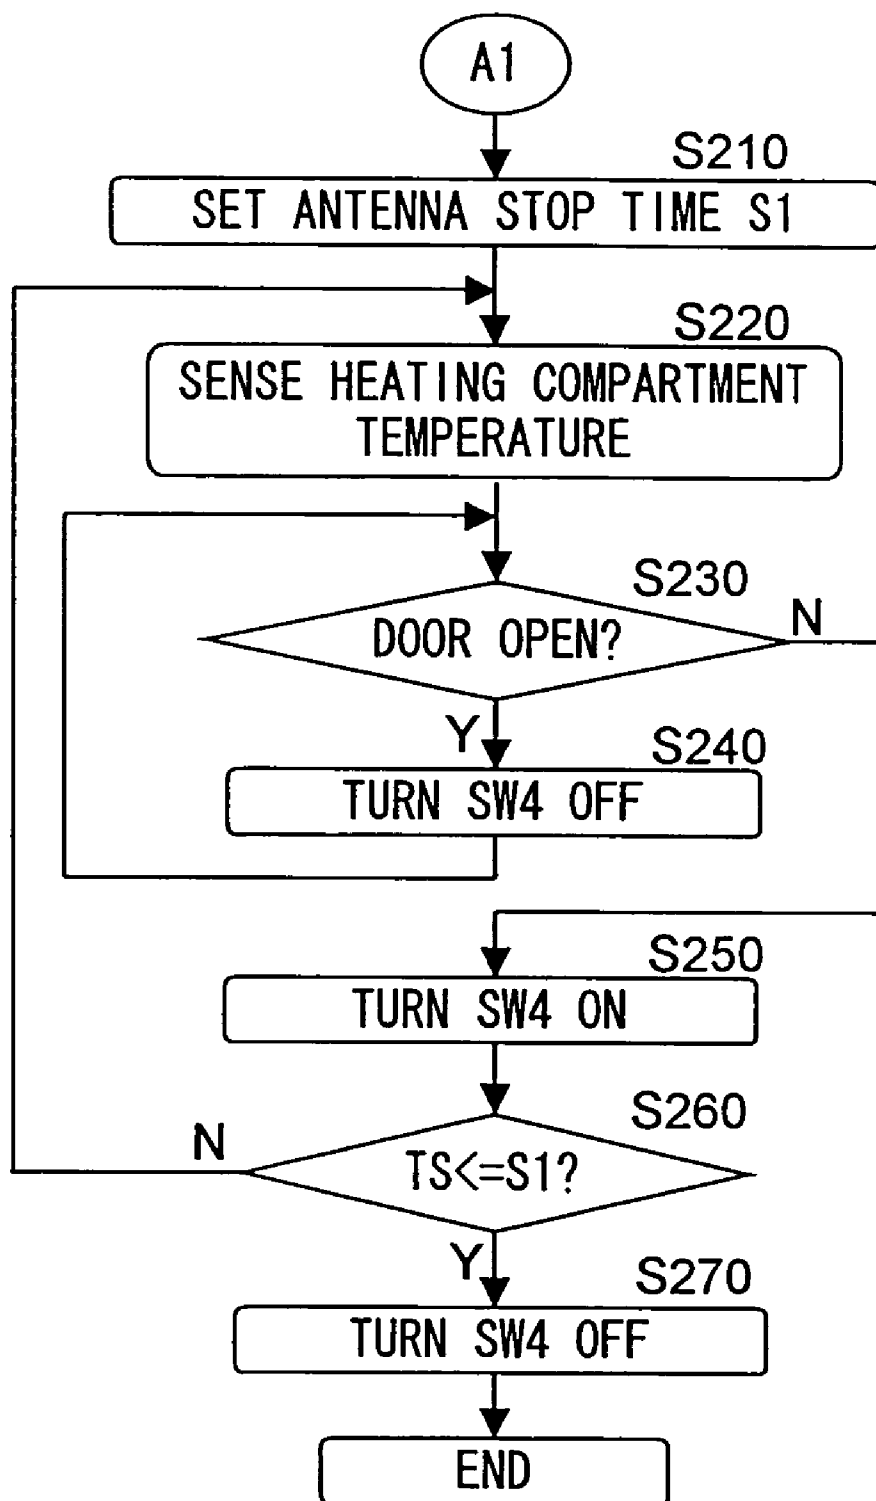 A1
S210
SET ANTENNA STOP TIME S1
S220
SENSE HEATING COMPARTMENT
TEMPERATURE
S230
DOOR OPEN?
N
Y
S240
TURN SW4 OFF
S250
TURN SW4 ON
S260
N
TS<=S1?
Y
S270
TURN SW4 OFF
END